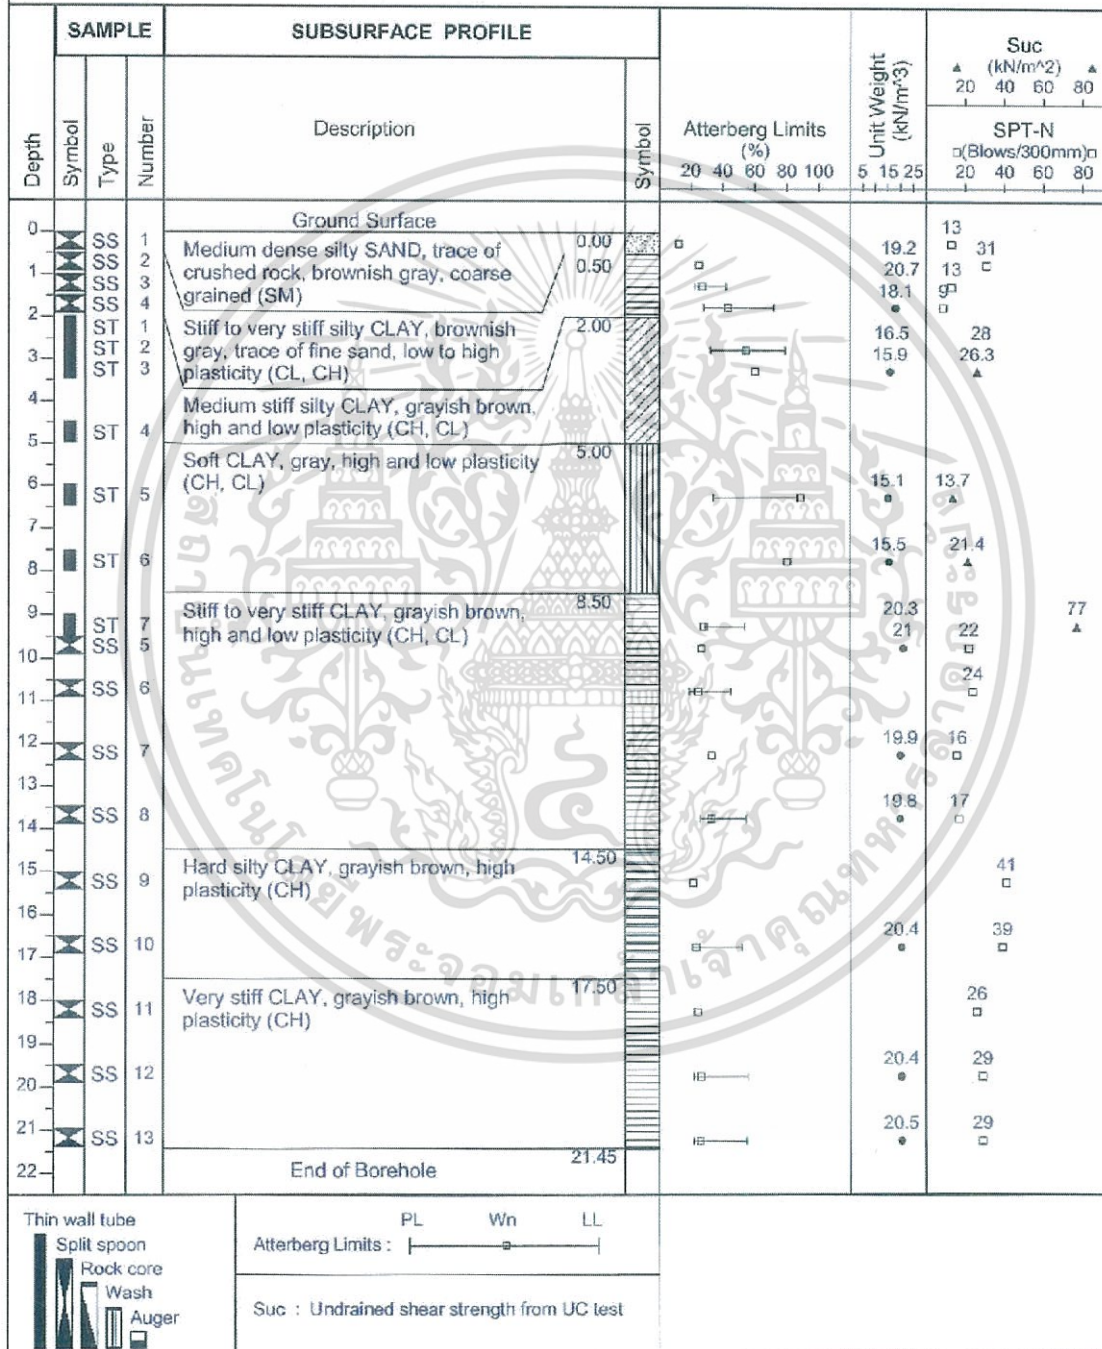 SAMPLE
SUBSURFACE PROFILE
Depth
Symbol
Type
Number
Description
Symbol
Atterberg Limits
(%)
20 40 60 80 100
Unit Weight
(kN/m^3)
5 15 25
Suc
▲ (kN/m^2) ▲
20 40 60 80
SPT-N
□(Blows/300mm)□
20 40 60 80
Ground Surface
0
SS 1
Medium dense silty SAND, trace of
crushed rock, brownish gray, coarse
grained (SM)
0.00
0.50
13
19.2 31
SS 2
1
20.7 13
SS 3
18.1 9
SS 4
2
ST 1
Stiff to very stiff silty CLAY, brownish
gray, trace of fine sand, low to high
plasticity (CL, CH)
2.00
16.5 28
ST 2
3
15.9 26.3
ST 3
4
Medium stiff silty CLAY, grayish brown,
high and low plasticity (CH, CL)
ST 4
5
Soft CLAY, gray, high and low plasticity
(CH, CL)
5.00
6
ST 5
15.1 13.7
7
8
ST 6
15.5 21.4
Stiff to very stiff CLAY, grayish brown,
high and low plasticity (CH, CL)
8.50
9
ST 7
20.3 77
SS 5
21 22
10
SS 6
24
11
12
SS 7
19.9 16
13
SS 8
19.8 17
14
Hard silty CLAY, grayish brown, high
plasticity (CH)
14.50
15
SS 9
41
16
SS 10
20.4 39
17
Very stiff CLAY, grayish brown, high
plasticity (CH)
17.50
18
SS 11
26
19
SS 12
20.4 29
20
21
SS 13
20.5 29
22
End of Borehole
21.45
Thin wall tube
Split spoon
Rock core
Wash
Auger
PL Wn LL
Atterberg Limits :
Suc : Undrained shear strength from UC test